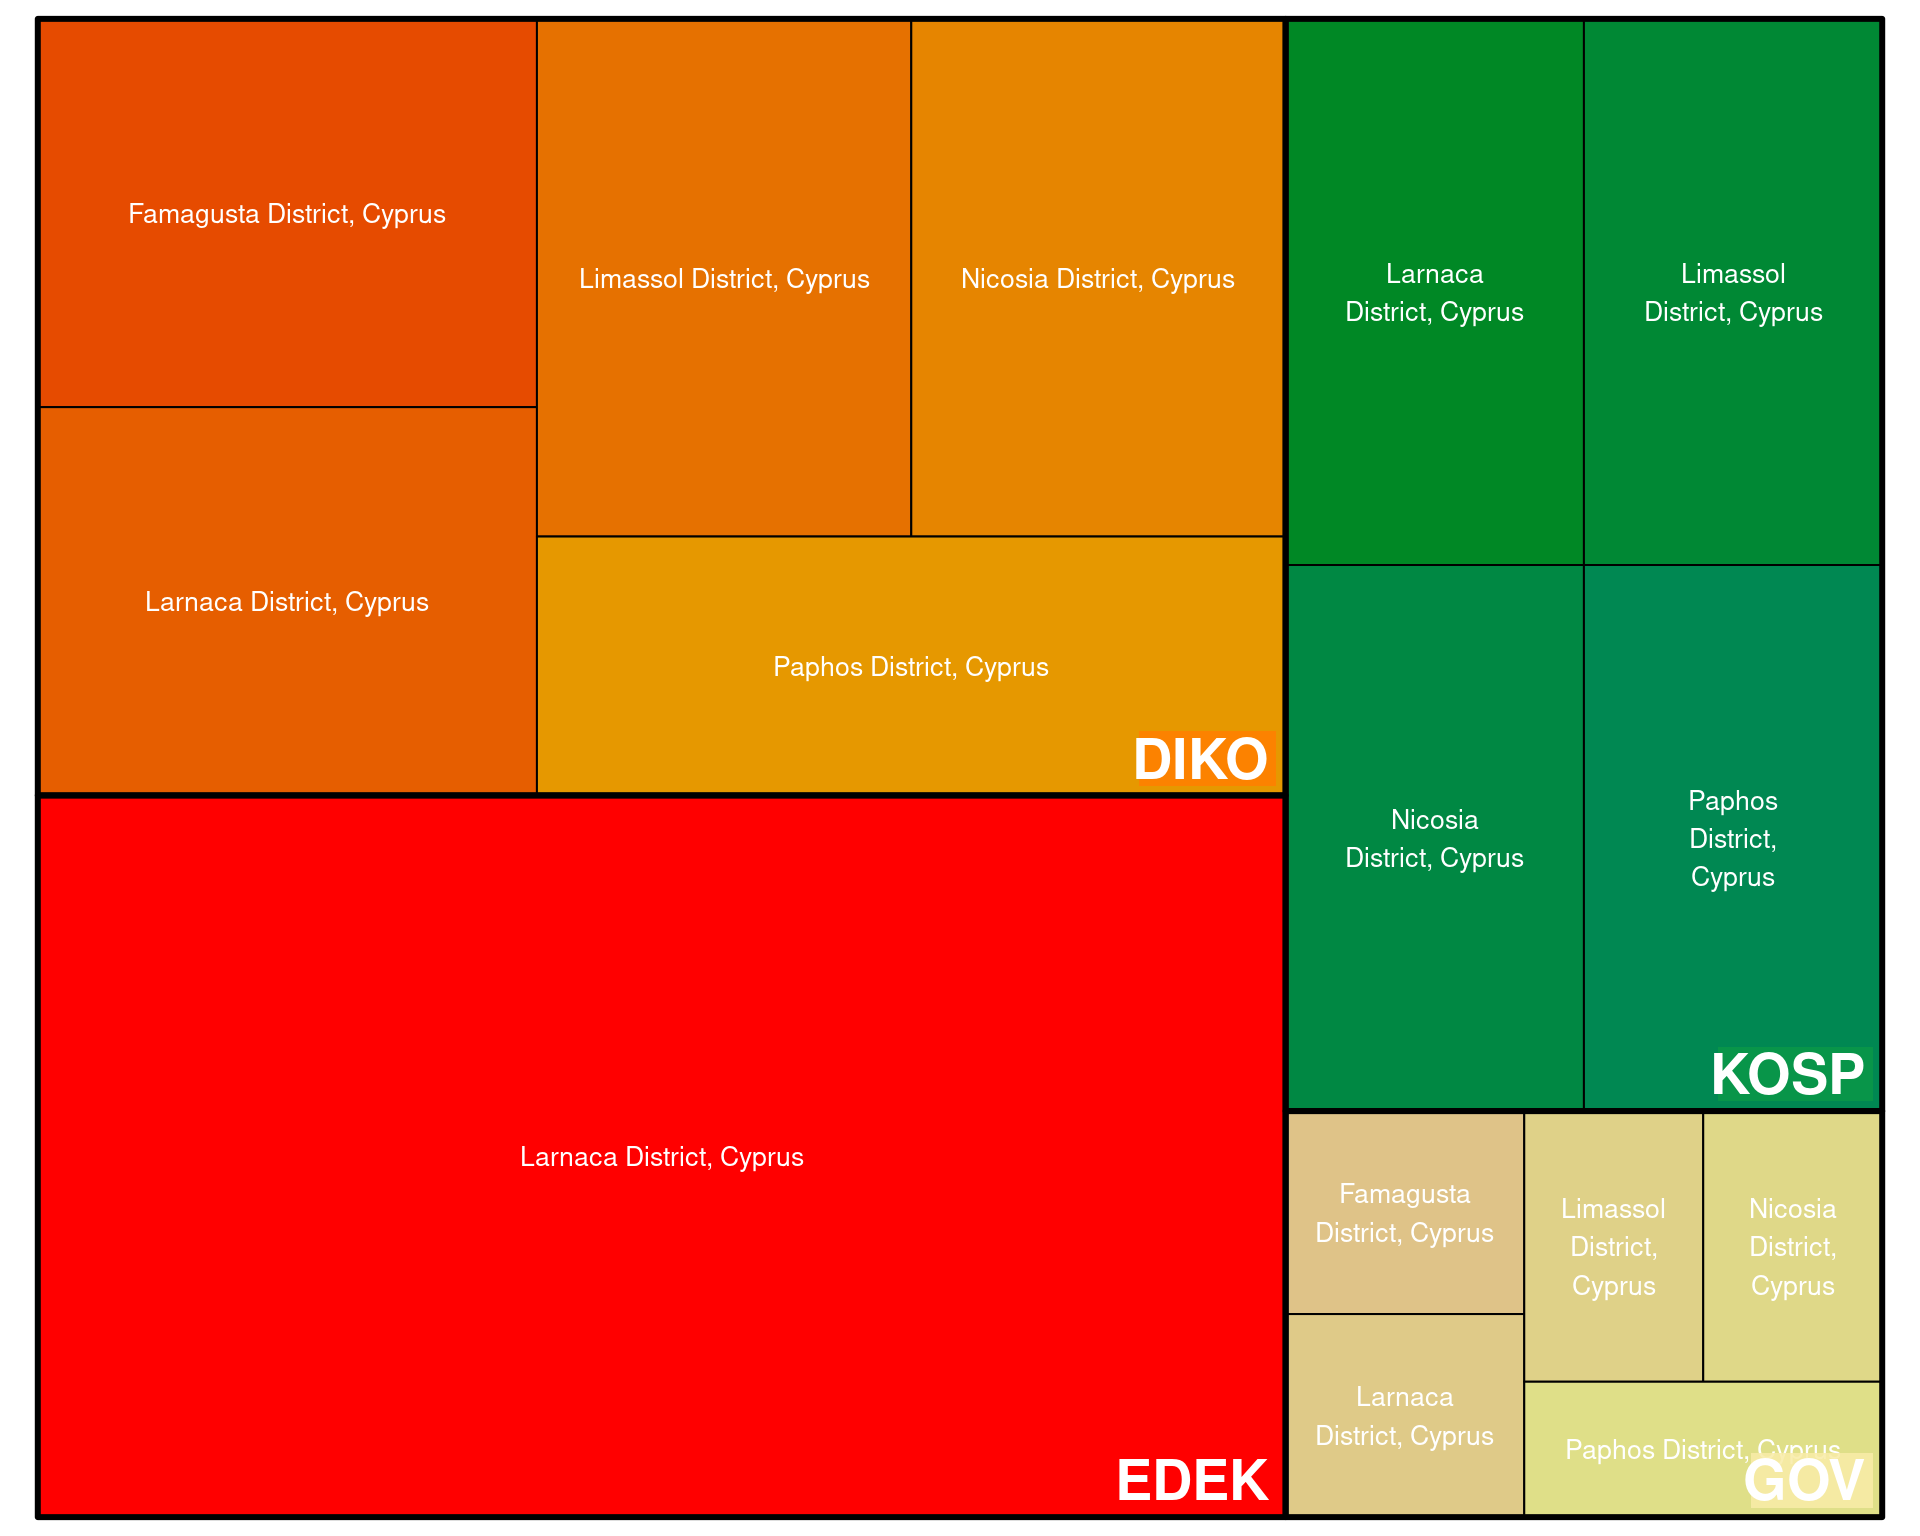 Famagusta District, Cyprus
Limassol District, Cyprus
Nicosia District, Cyprus
Larnaca District, Cyprus
Paphos District, Cyprus
DIKO
Larnaca District, Cyprus
EDEK
Larnaca
District, Cyprus
Limassol
District, Cyprus
Nicosia
District, Cyprus
Paphos
District,
Cyprus
KOSP
Famagusta
District, Cyprus
Limassol
District,
Cyprus
Nicosia
District,
Cyprus
Larnaca
District, Cyprus
Paphos District, Cyprus
GOV